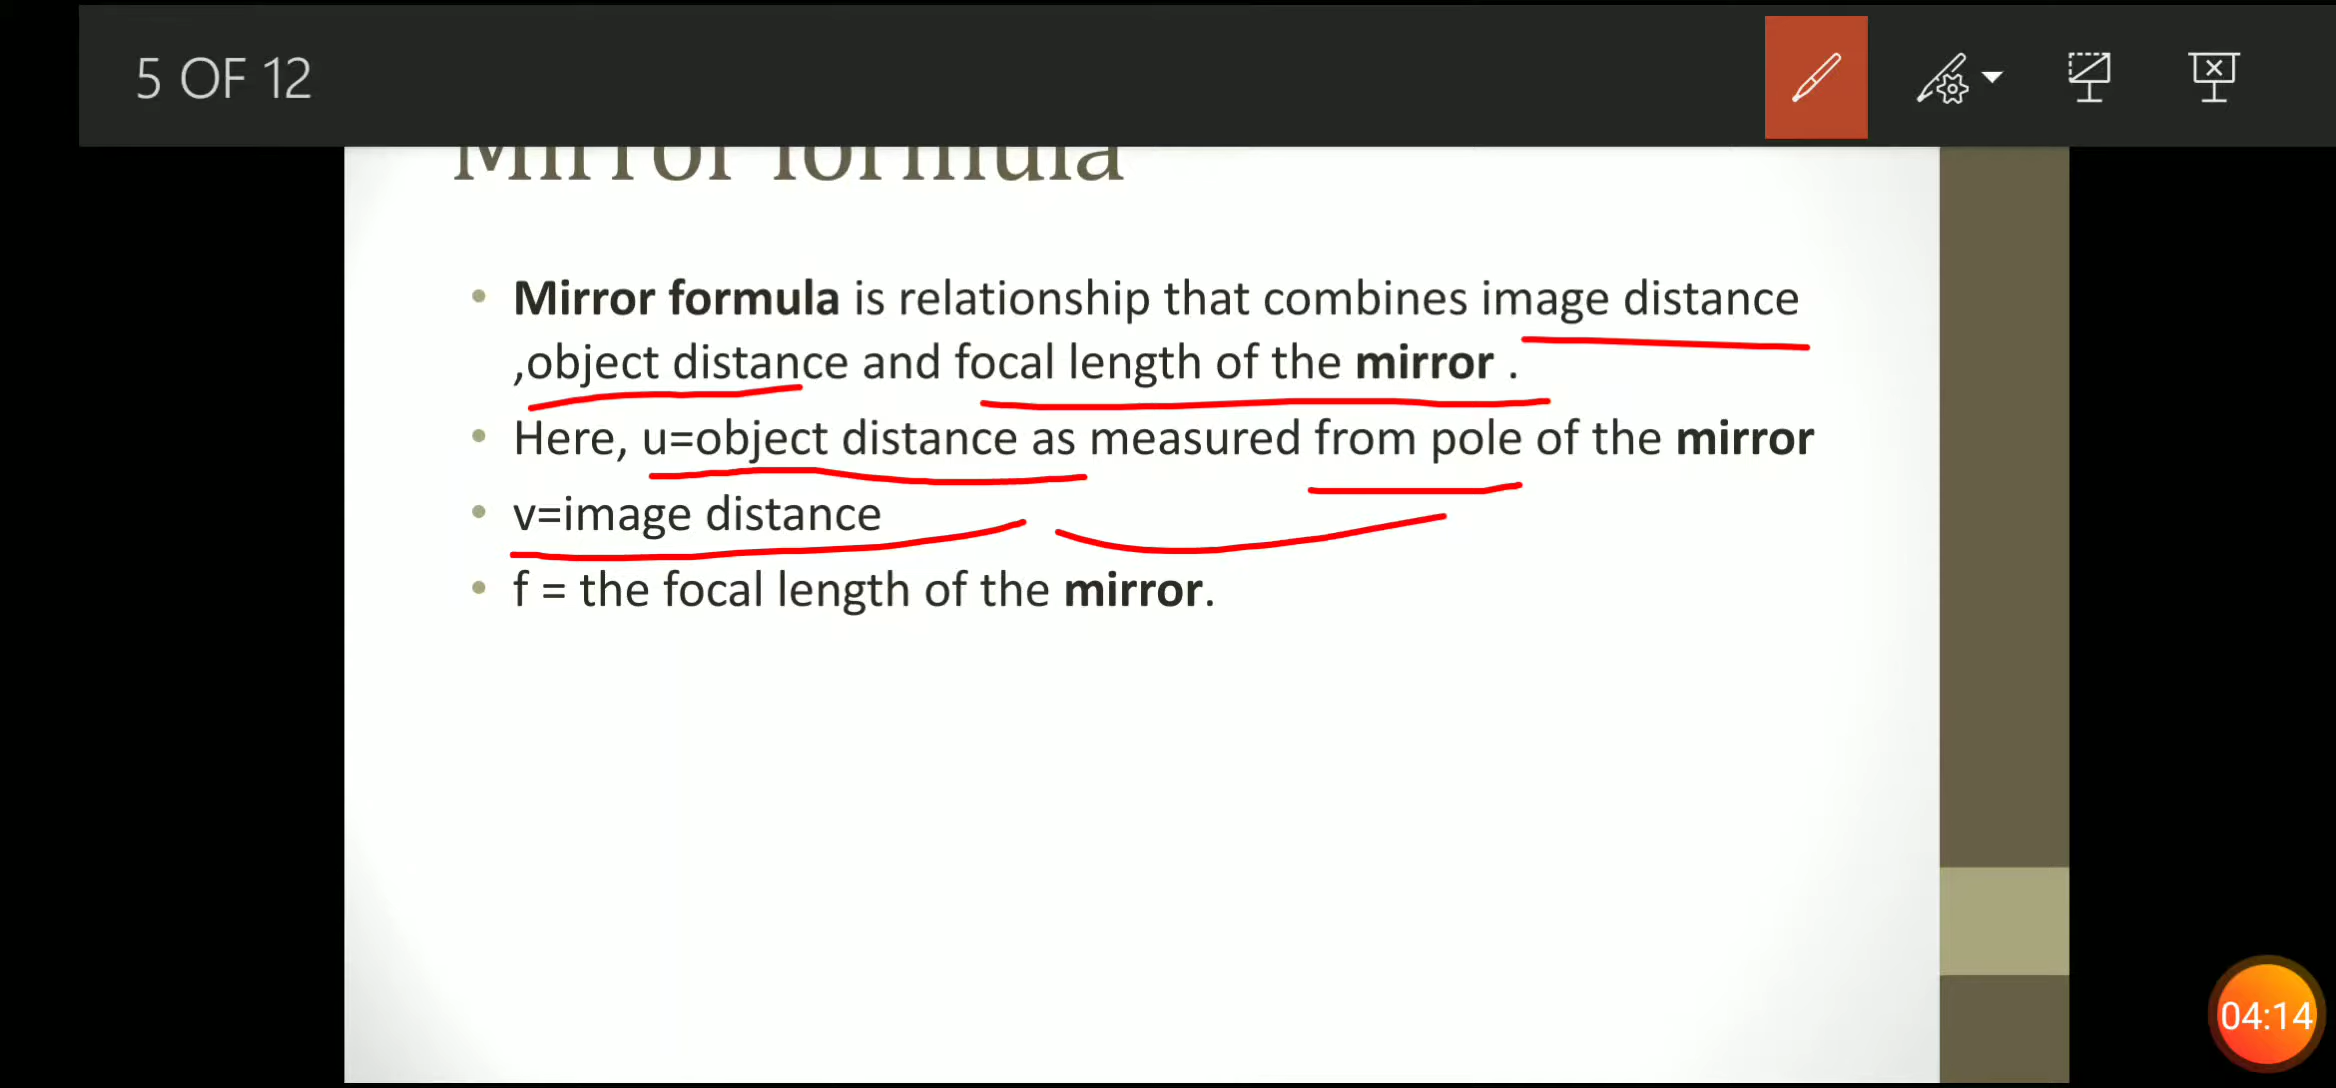 5 OF 12
Mirror formula
• Mirror formula is relationship that combines image distance
,object distance and focal length of the mirror .
• Here, u=object distance as measured from pole of the mirror
• v=image distance
• f = the focal length of the mirror.
04:14